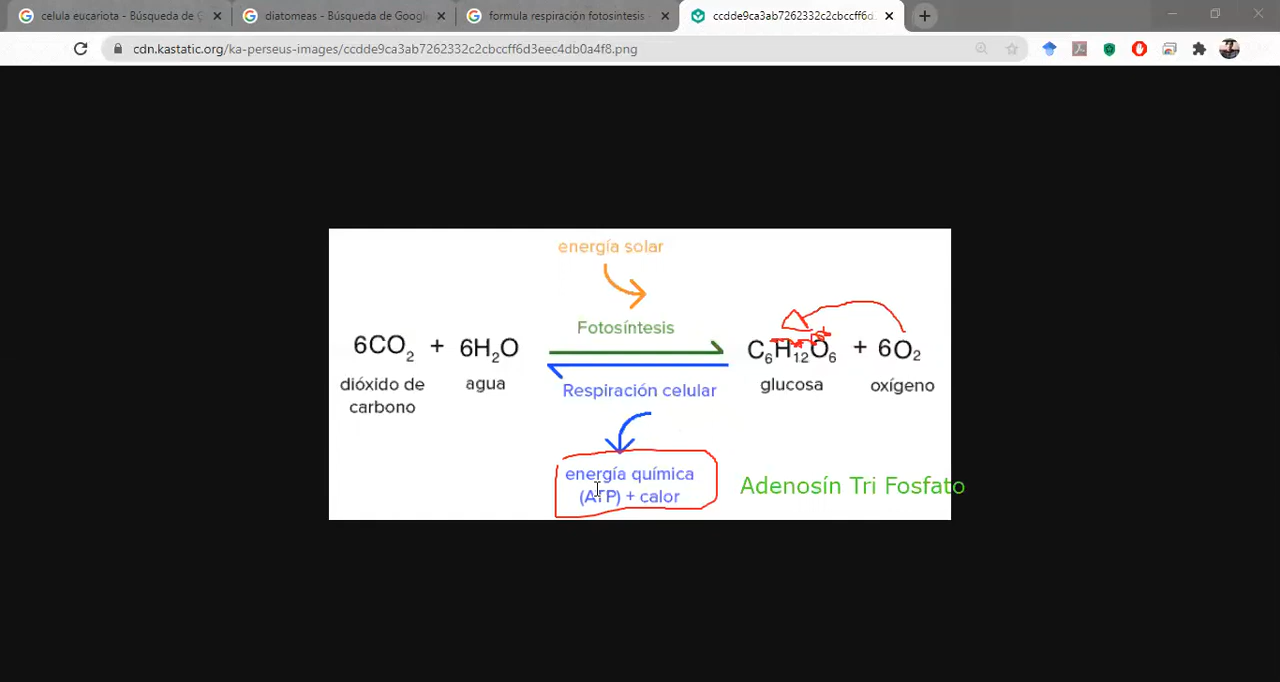 celula eucariota - Búsqueda de G
diatomeas - Búsqueda de Google
formula respiración fotosintesis -
ccdde9ca3ab7262332c2cbccff6d
cdn.kastatic.org/ka-perseus-images/ccdde9ca3ab7262332c2cbccff6d3eec4db0a4f8.png
energía solar
Fotosíntesis
6CO₂ + 6H₂O C₆H₁₂O₆ + 6O₂
dióxido de carbono
agua
glucosa
oxígeno
Respiración celular
energía química
(ATP) + calor
Adenosín Tri Fosfato